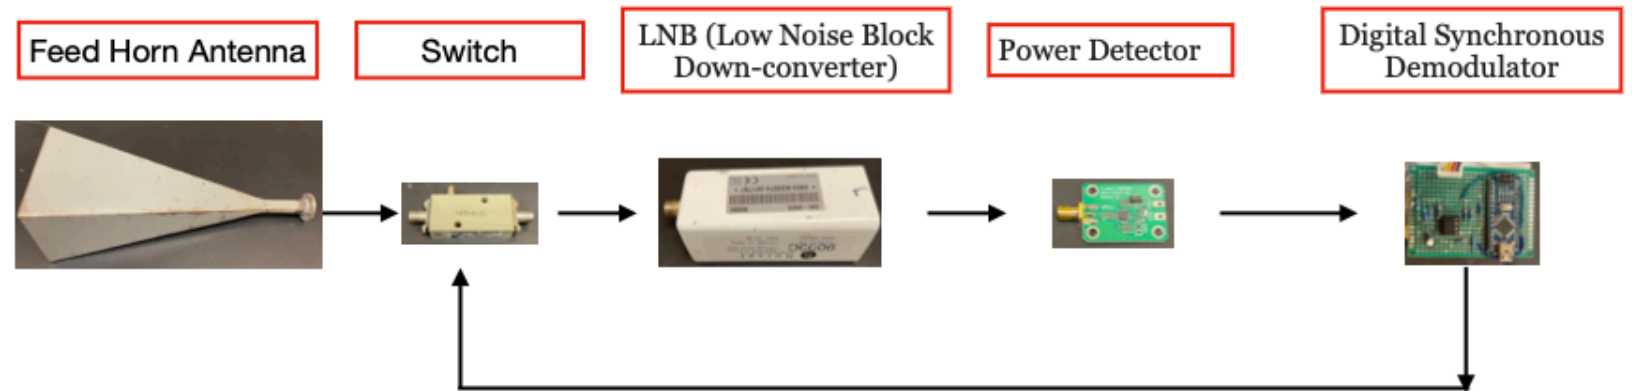 Feed Horn Antenna
Switch
LNB (Low Noise Block
Down-converter)
Power Detector
Digital Synchronous
Demodulator